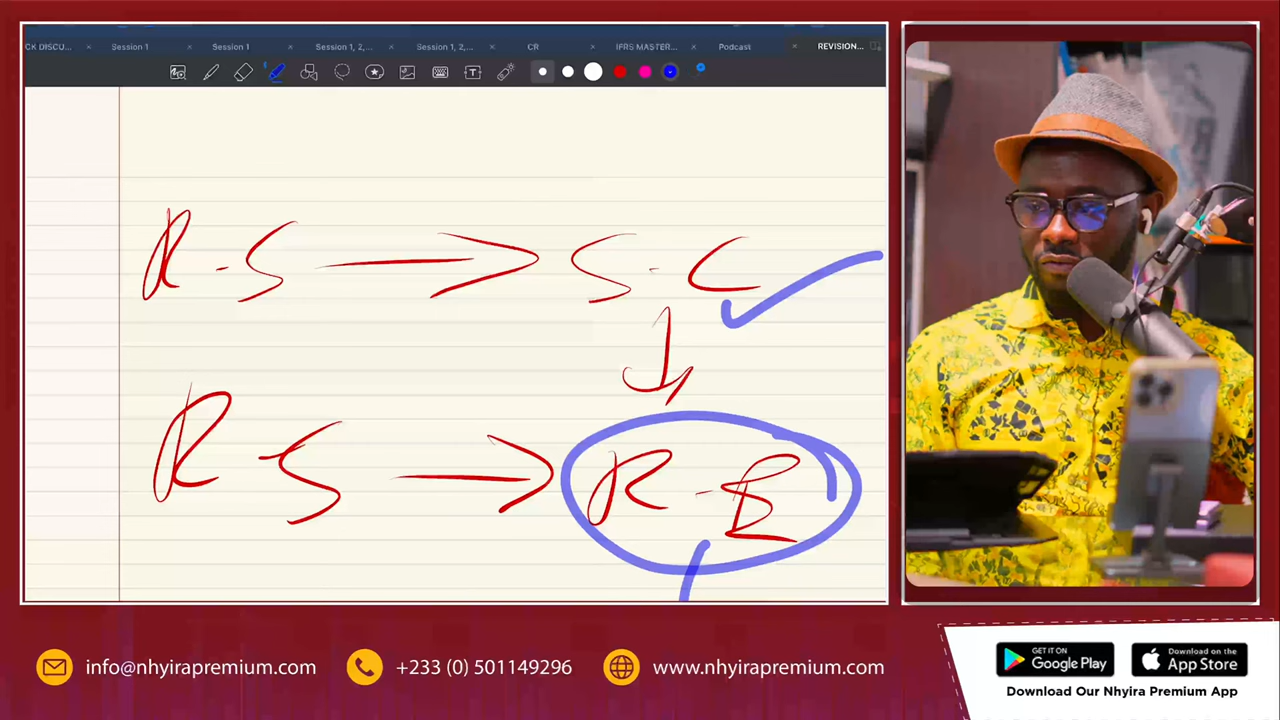 CK DISCU...
Session 1
Session 1
Session 1, 2,...
Session 1, 2,...
CR
IFRS MASTER...
Podcast
REVISION...
R.S → S.C
↓
R-S → R-E
info@nhyirapremium.com
+233 (0) 501149296
www.nhyirapremium.com
GET IT ON
Google Play
Download on the
App Store
Download Our Nhyira Premium App